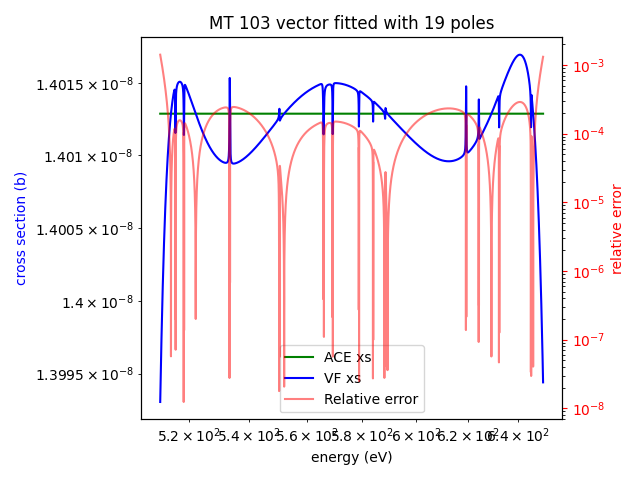 MT 103 vector fitted with 19 poles
1.4015 × 10⁻⁸
1.401 × 10⁻⁸
1.4005 × 10⁻⁸
1.4 × 10⁻⁸
1.3995 × 10⁻⁸
cross section (b)
10⁻³
10⁻⁴
10⁻⁵
10⁻⁶
10⁻⁷
10⁻⁸
relative error
ACE xs
VF xs
Relative error
5.2 × 10² 5.4 × 10² 5.6 × 10² 5.8 × 10² 6 × 10² 6.2 × 10² 6.4 × 10²
energy (eV)